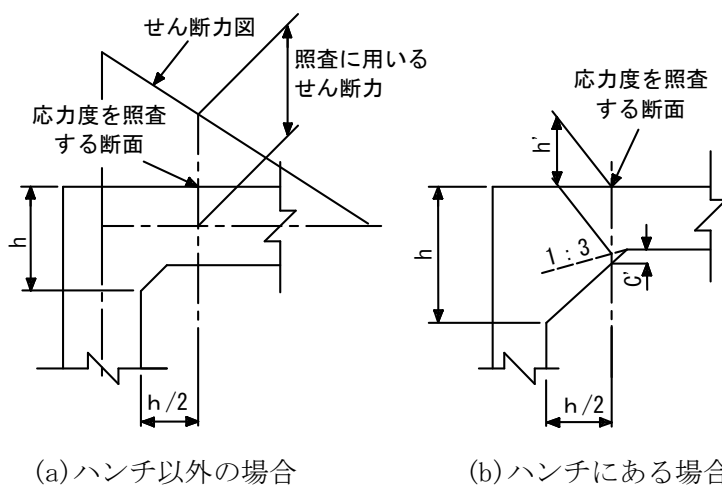 せん断力図
照査に用いる
せん断力
応力度を照査
する断面
h
h/2
(a)ハンチ以外の場合
応力度を照査
する断面
h'
h
1:3
C'
h/2
(b)ハンチにある場合